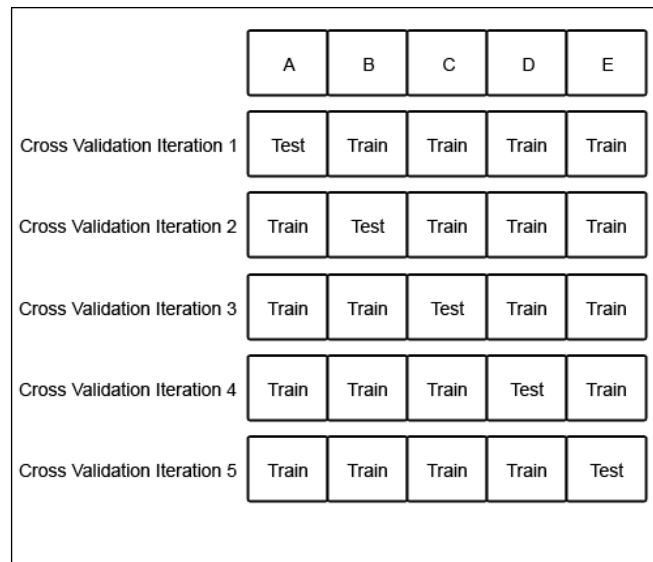 A B C D E
Cross Validation Iteration 1 Test Train Train Train Train
Cross Validation Iteration 2 Train Test Train Train Train
Cross Validation Iteration 3 Train Train Test Train Train
Cross Validation Iteration 4 Train Train Train Test Train
Cross Validation Iteration 5 Train Train Train Train Test